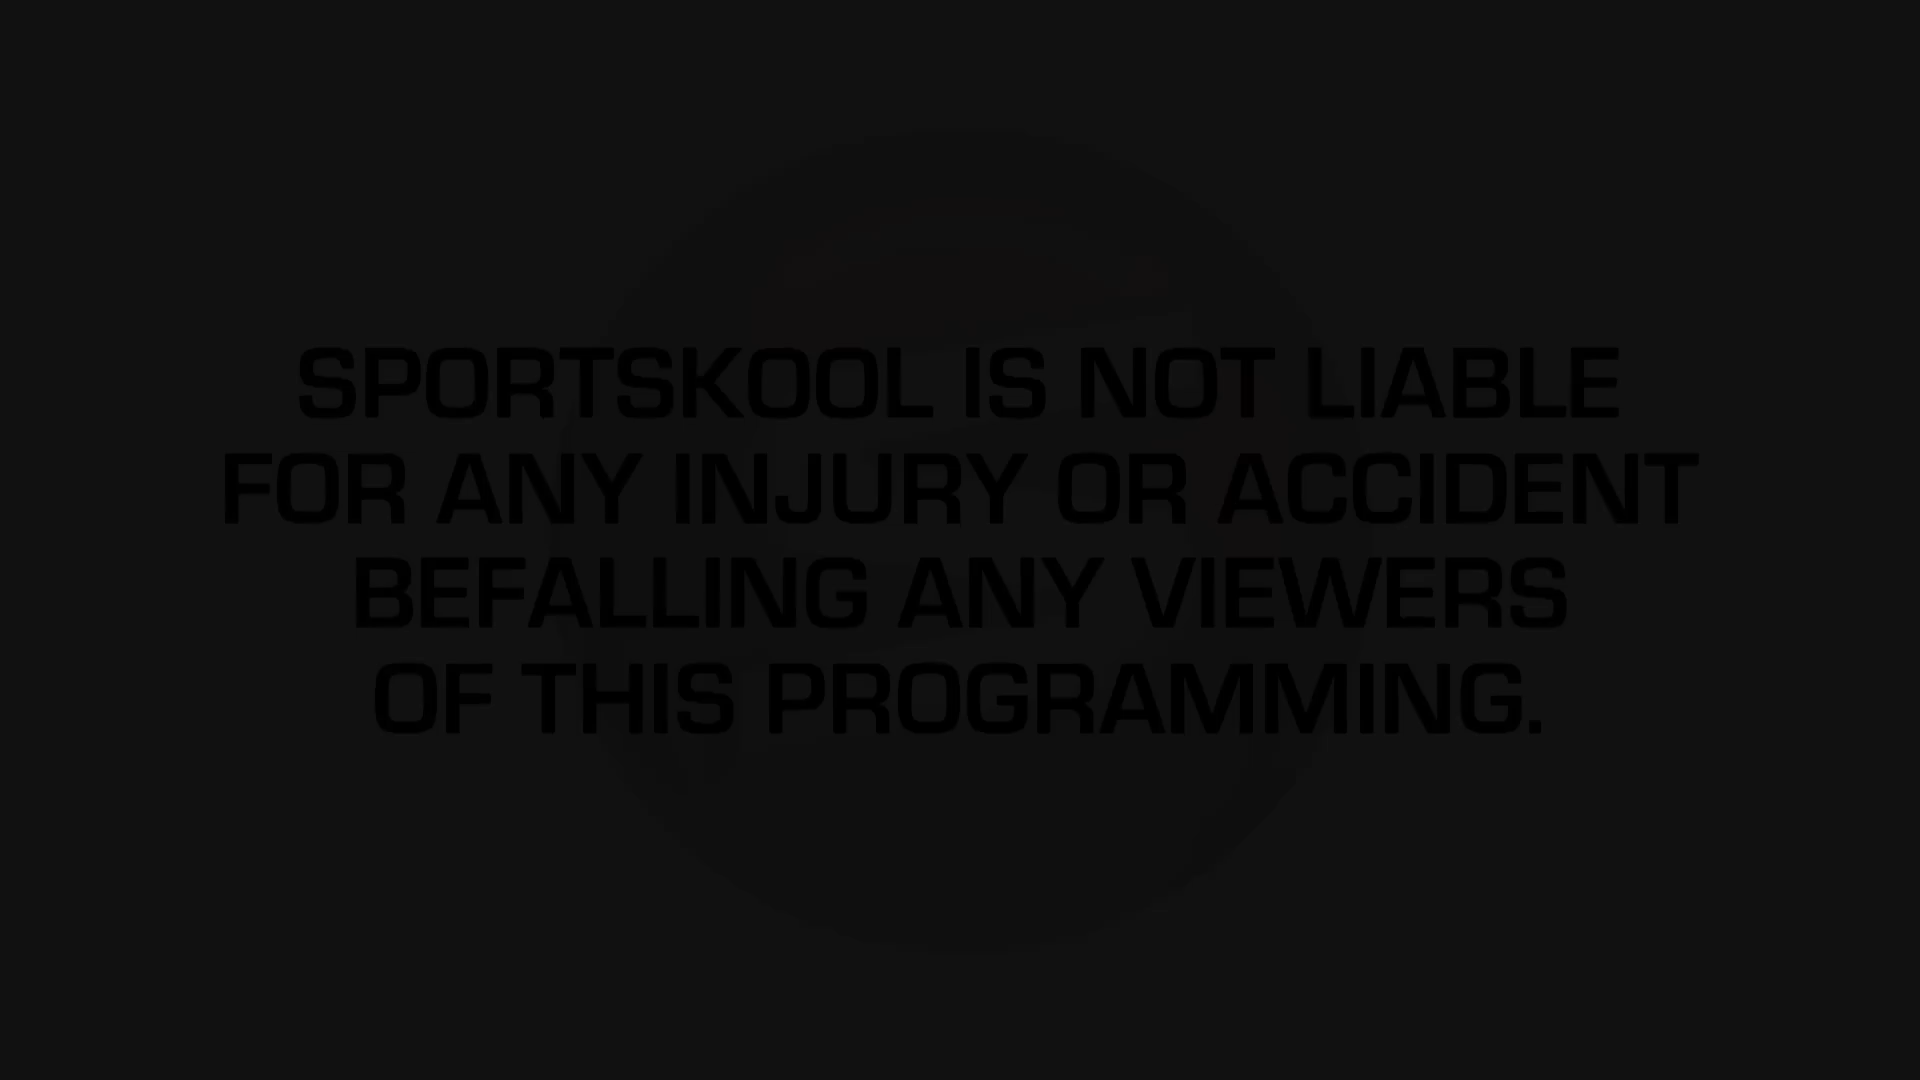 SPORTSKOOL IS NOT LIABLE
FOR ANY INJURY OR ACCIDENT
BEFALLING ANY VIEWERS
OF THIS PROGRAMMING.